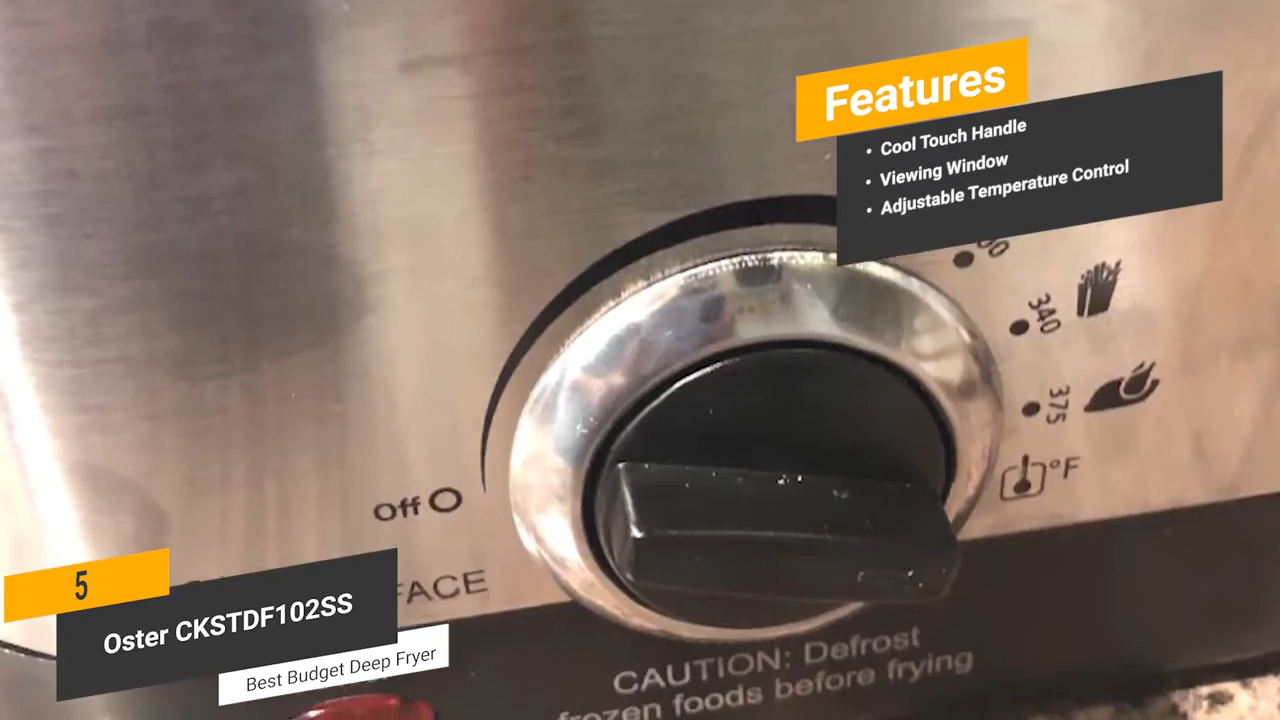 Features
• Cool Touch Handle
• Viewing Window
• Adjustable Temperature Control
340
375
°F
Off
FACE
5
Oster CKSTDF102SS
Best Budget Deep Fryer
CAUTION: Defrost
frozen foods before frying